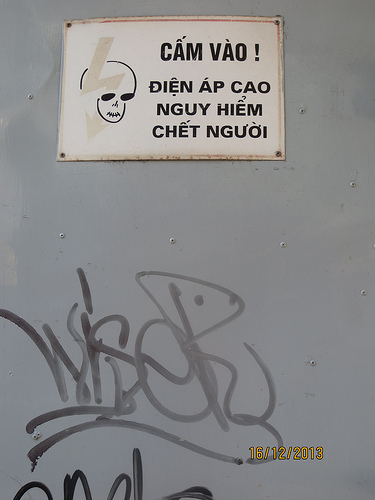 CẤM VÀO !
ĐIỆN ÁP CAO
NGUY HIỂM
CHẾT NGƯỜI
16/12/2013